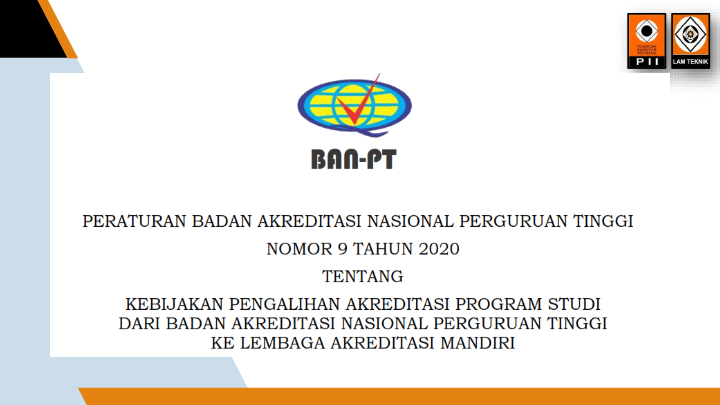 PII
LAM TEKNIK
BAN-PT
PERATURAN BADAN AKREDITASI NASIONAL PERGURUAN TINGGI
NOMOR 9 TAHUN 2020
TENTANG
KEBIJAKAN PENGALIHAN AKREDITASI PROGRAM STUDI
DARI BADAN AKREDITASI NASIONAL PERGURUAN TINGGI
KE LEMBAGA AKREDITASI MANDIRI